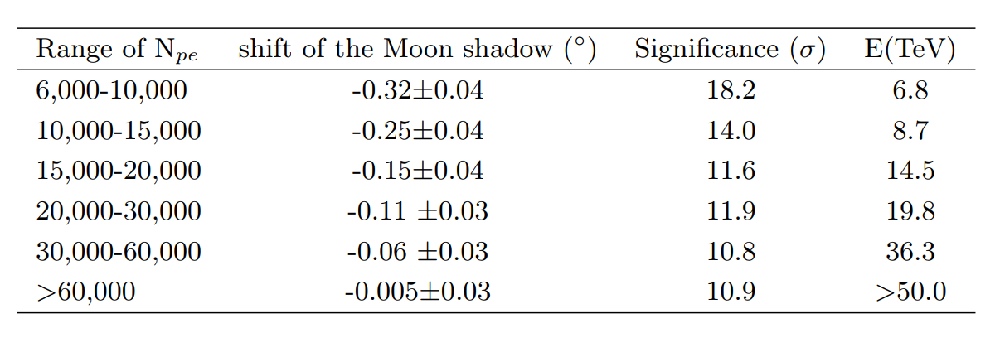 Range of Npe shift of the Moon shadow (°) Significance (σ) E(TeV)
6,000-10,000 -0.32±0.04 18.2 6.8
10,000-15,000 -0.25±0.04 14.0 8.7
15,000-20,000 -0.15±0.04 11.6 14.5
20,000-30,000 -0.11 ±0.03 11.9 19.8
30,000-60,000 -0.06 ±0.03 10.8 36.3
>60,000 -0.005±0.03 10.9 >50.0